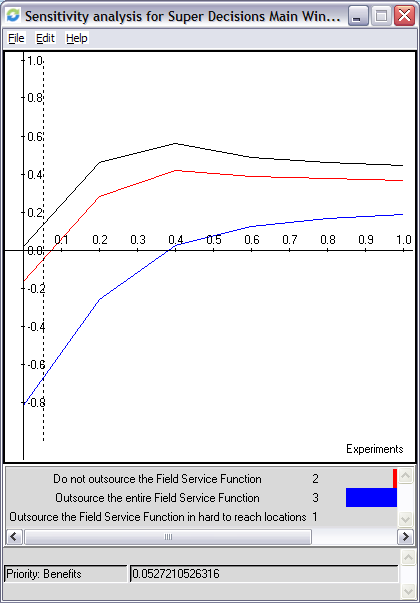 Sensitivity analysis for Super Decisions Main Win...
File Edit Help
1.0
0.8
0.6
0.4
0.2
0.0 0.1 0.2 0.3 0.4 0.5 0.6 0.7 0.8 0.9 1.0
-0.2
-0.4
-0.6
-0.8
Experiments
Do not outsource the Field Service Function 2
Outsource the entire Field Service Function 3
Outsource the Field Service Function in hard to reach locations 1
Priority: Benefits 0.0527210526316